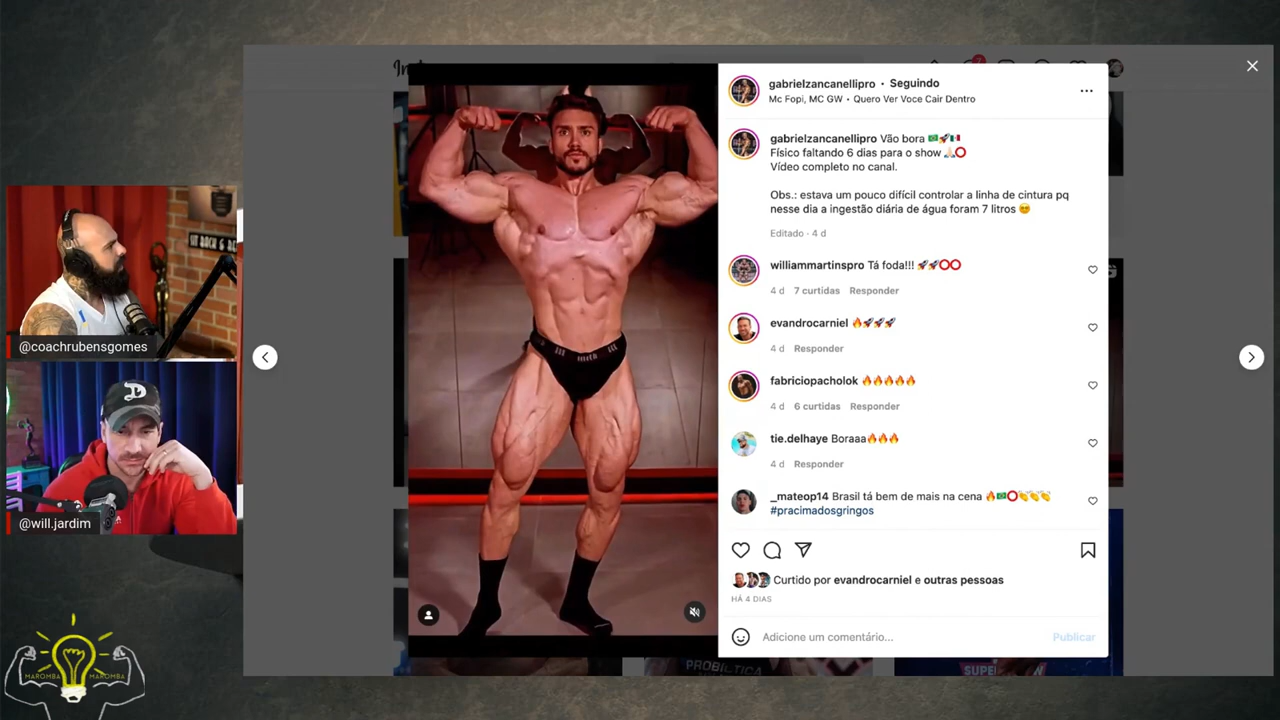 gabrielzancanellipro • Seguindo
Mc Fopi, MC GW • Quero Ver Voce Cair Dentro
gabrielzancanellipro Vão bora 🇧🇷🚀🇲🇽
Físico faltando 6 dias para o show 🙏🏻⭕
Vídeo completo no canal.
Obs.: estava um pouco difícil controlar a linha de cintura pq
nesse dia a ingestão diária de água foram 7 litros 😊
Editado · 4 d
williammartinspro Tá foda!!! 🚀🚀⭕⭕
4 d 7 curtidas Responder
evandrocarniel 🔥🚀🚀🚀
4 d Responder
fabriciopacholok 🔥🔥🔥🔥🔥
4 d 6 curtidas Responder
tie.delhaye Boraaa🔥🔥🔥
4 d Responder
_mateop14 Brasil tá bem de mais na cena 🔥🇧🇷⭕👏👏👏
#pracimadosgringos
Curtido por evandrocarniel e outras pessoas
HÁ 4 DIAS
Adicione um comentário...
Publicar
@coachrubensgomes
@will.jardim
MAROMBA MAROMBA
PROBIÓTICA